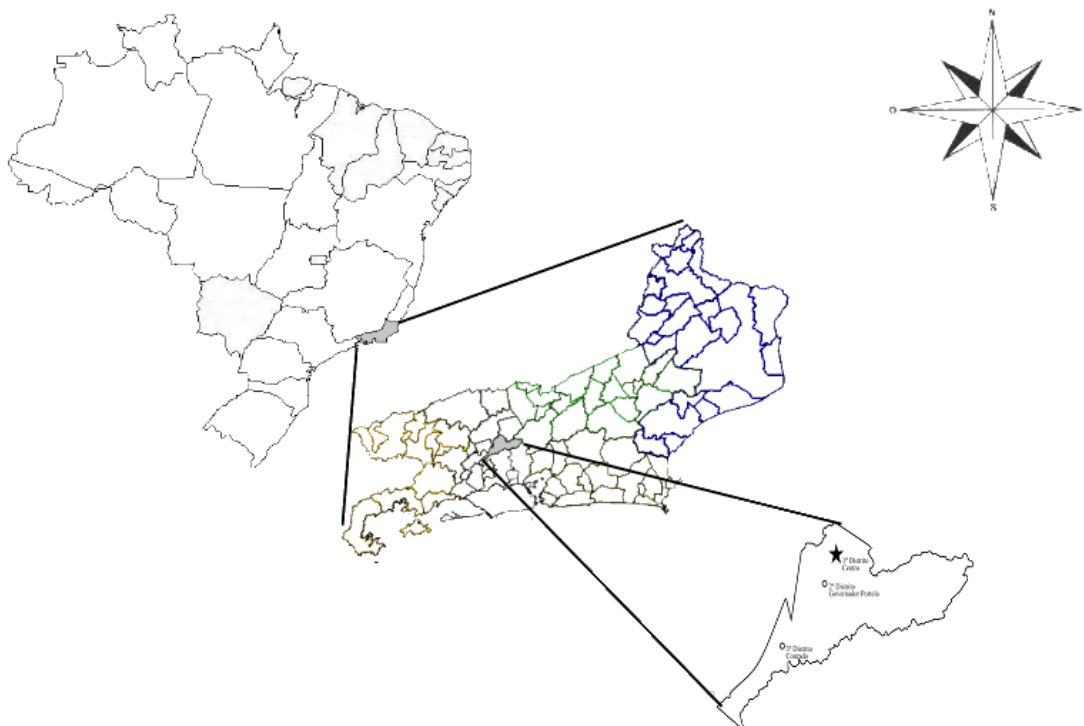 N
O
S
1º Distrito
Centro
2º Distrito
Governador Portela
3º Distrito
Conrado